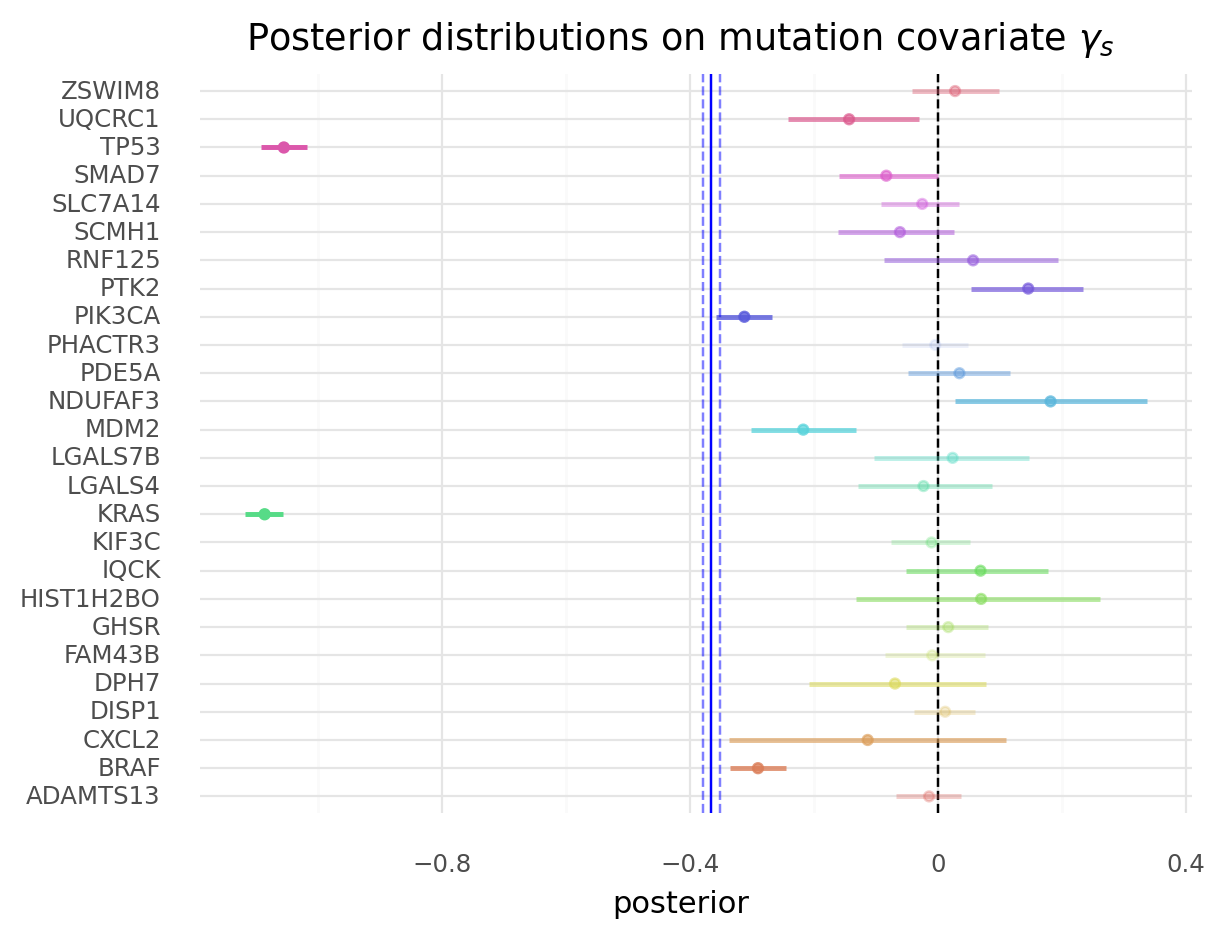 Posterior distributions on mutation covariate γs
ZSWIM8
UQCRC1
TP53
SMAD7
SLC7A14
SCMH1
RNF125
PTK2
PIK3CA
PHACTR3
PDE5A
NDUFAF3
MDM2
LGALS7B
LGALS4
KRAS
KIF3C
IQCK
HIST1H2BO
GHSR
FAM43B
DPH7
DISP1
CXCL2
BRAF
ADAMTS13
−0.8 −0.4 0 0.4
posterior